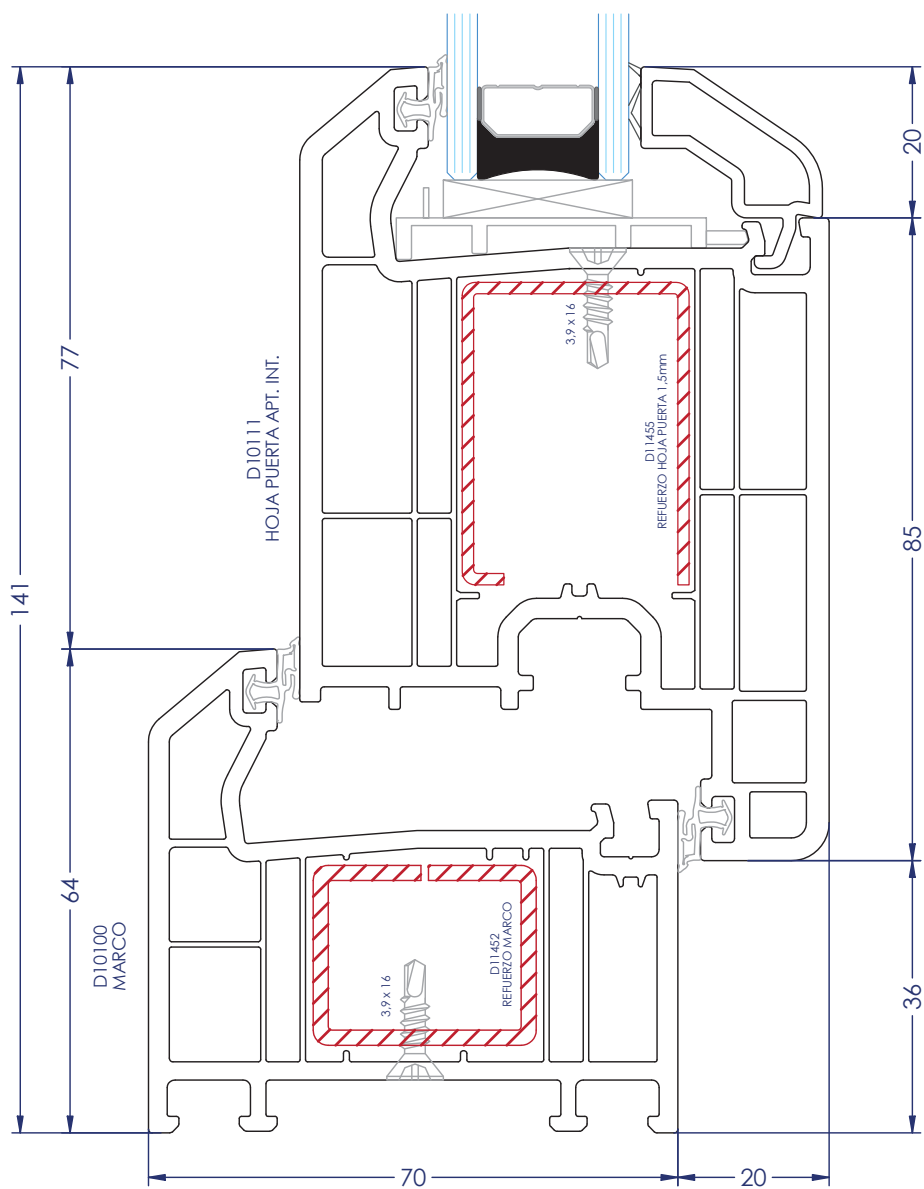 20
77
D10111
HOJA PUERTA APT. INT.
3,9 x 16
D11455
REFUERZO HOJA PUERTA 1,5mm
85
141
64
D10100
MARCO
3,9 x 16
D11452
REFUERZO MARCO
36
70
20